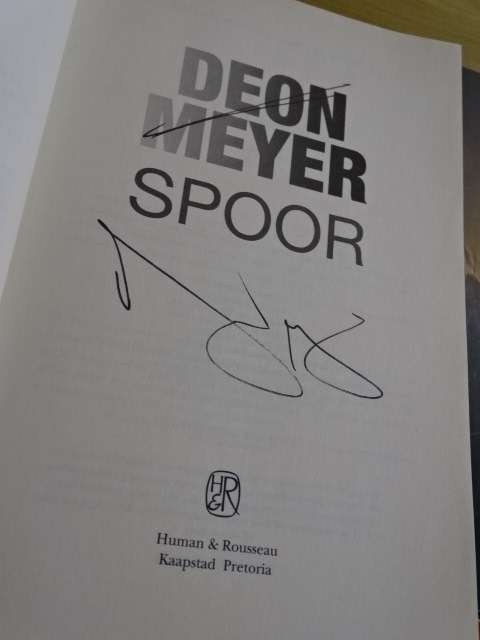 DEON
MEYER
SPOOR
H
&R
Human & Rousseau
Kaapstad Pretoria